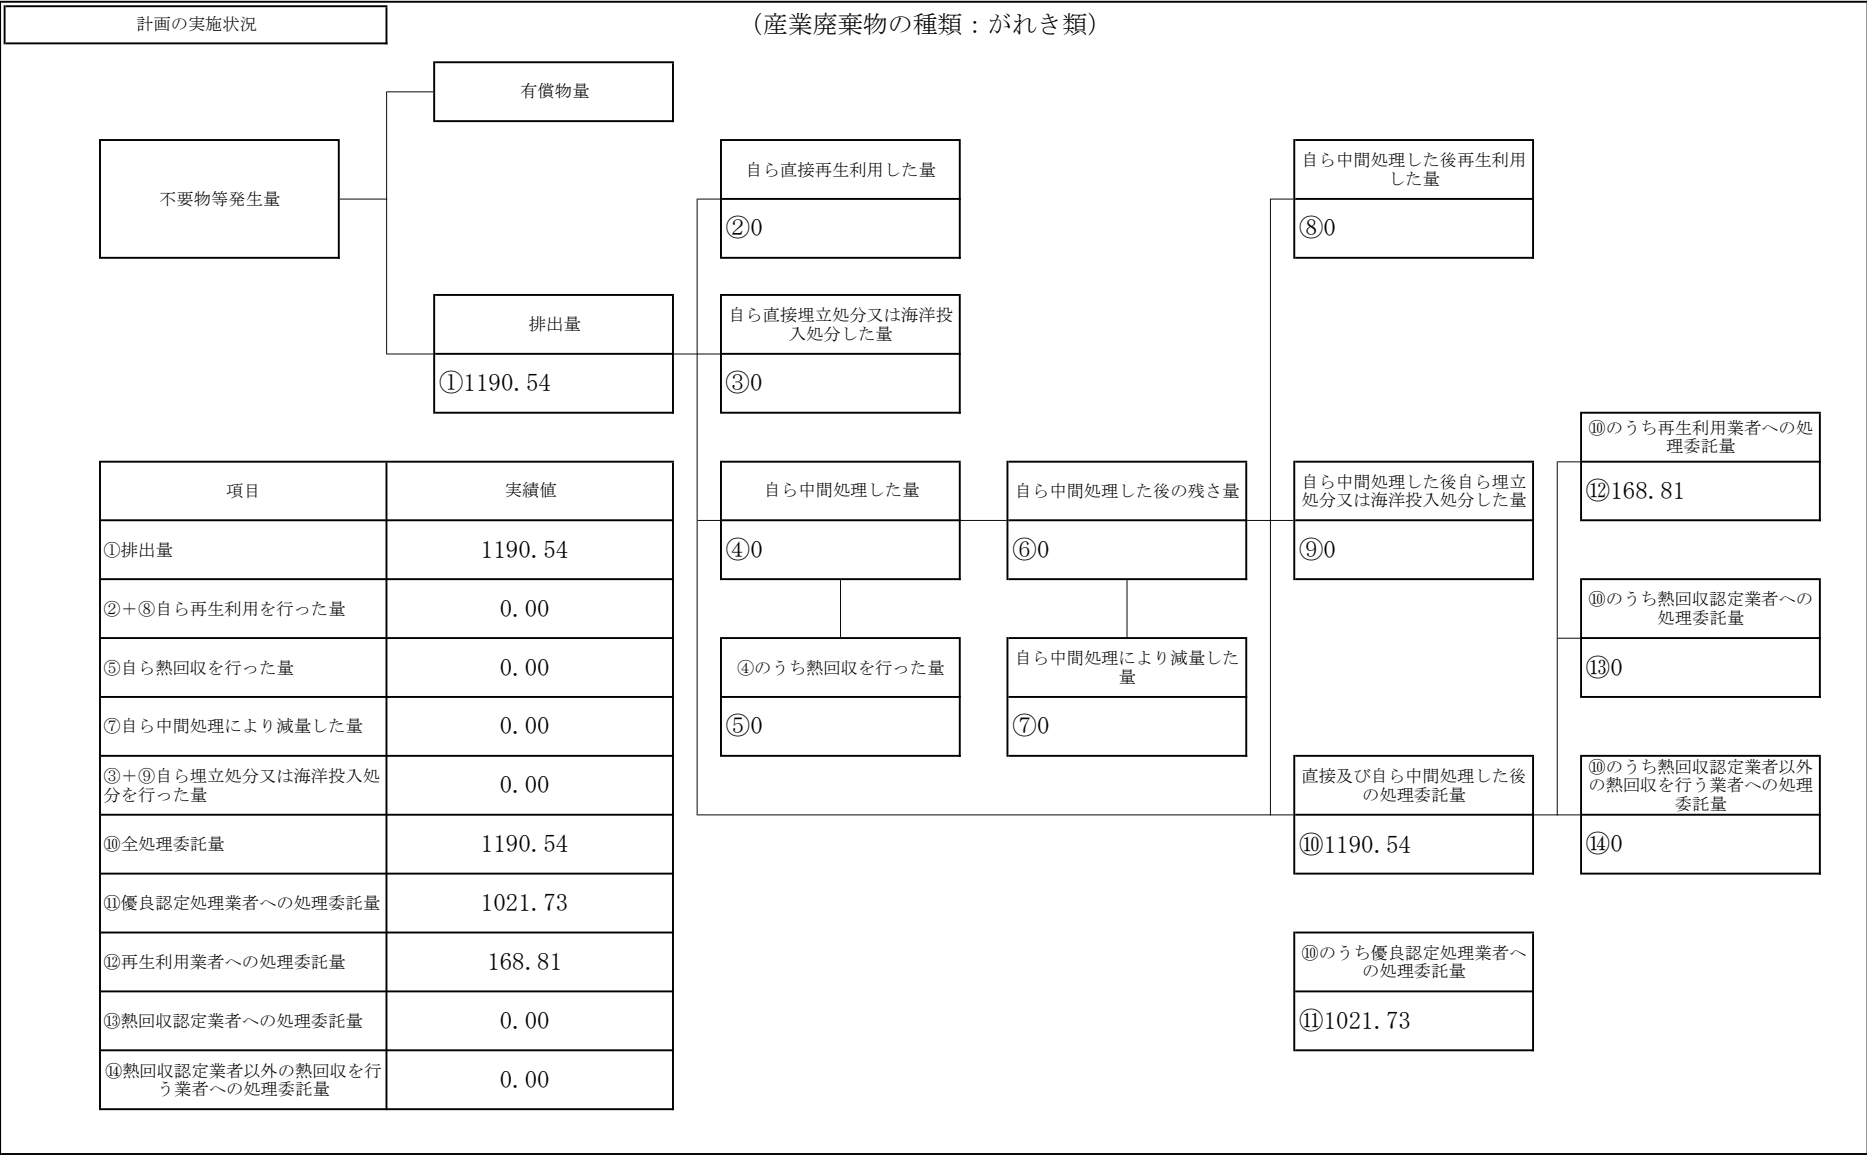 計画の実施状況
（産業廃棄物の種類：がれき類）
有償物量
不要物等発生量
自ら直接再生利用した量
②0
自ら中間処理した後再生利用
した量
⑧0
排出量
①1190.54
自ら直接埋立処分又は海洋投
入処分した量
③0
⑩のうち再生利用業者への処
理委託量
⑫168.81
自ら中間処理した量
④0
自ら中間処理した後の残さ量
⑥0
自ら中間処理した後自ら埋立
処分又は海洋投入処分した量
⑨0
⑩のうち熱回収認定業者への
処理委託量
⑬0
④のうち熱回収を行った量
⑤0
自ら中間処理により減量した
量
⑦0
直接及び自ら中間処理した後
の処理委託量
⑩1190.54
⑩のうち熱回収認定業者以外
の熱回収を行う業者への処理
委託量
⑭0
⑩のうち優良認定処理業者へ
の処理委託量
⑪1021.73
項目 実績値
①排出量 1190.54
②＋⑧自ら再生利用を行った量 0.00
⑤自ら熱回収を行った量 0.00
⑦自ら中間処理により減量した量 0.00
③＋⑨自ら埋立処分又は海洋投入処
分を行った量 0.00
⑩全処理委託量 1190.54
⑪優良認定処理業者への処理委託量 1021.73
⑫再生利用業者への処理委託量 168.81
⑬熱回収認定業者への処理委託量 0.00
⑭熱回収認定業者以外の熱回収を行
う業者への処理委託量 0.00